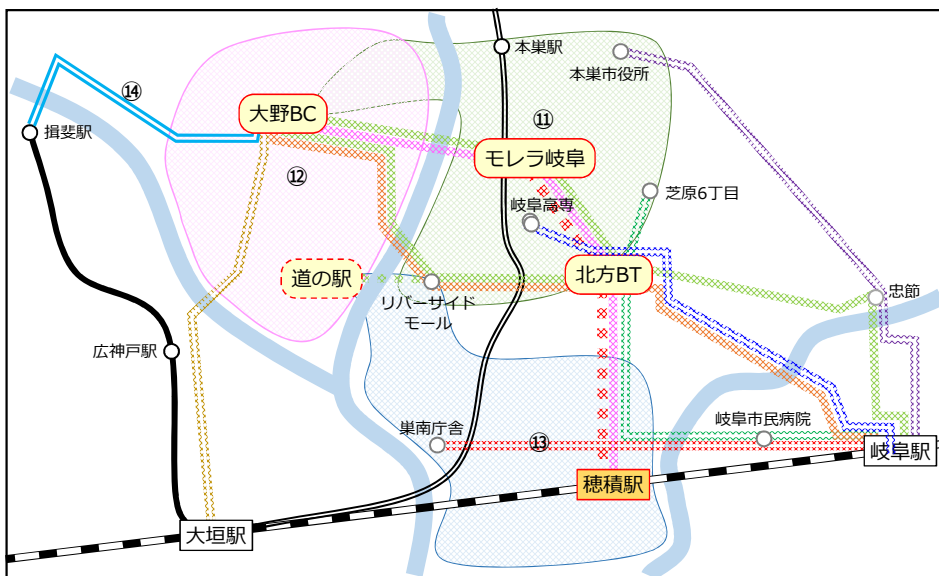 本巣駅
本巣市役所
⑭
大野BC
⑪
揖斐駅
モレラ岐阜
⑫
芝原6丁目
岐阜高専
道の駅
北方BT
リバーサイド
モール
忠節
広神戸駅
岐阜市民病院
巣南庁舎
⑬
岐阜駅
穂積駅
大垣駅